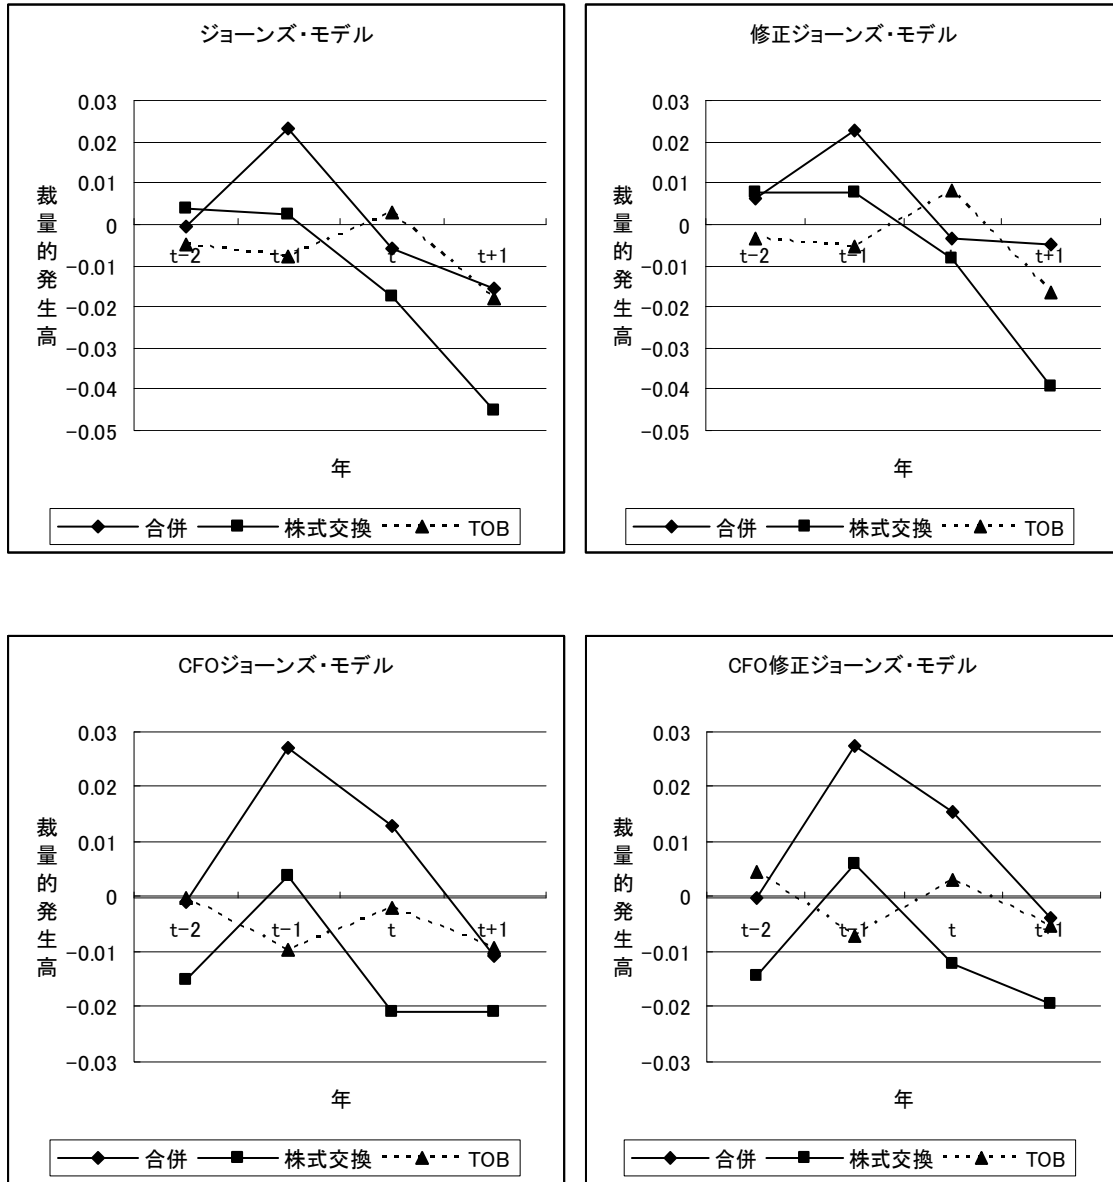 ジョーンズ・モデル
0.03
0.02
0.01
0
-0.01
-0.02
-0.03
-0.04
-0.05
裁量的発生高
t-2 t-1 t t+1
年
合併 株式交換 TOB
修正ジョーンズ・モデル
0.03
0.02
0.01
0
-0.01
-0.02
-0.03
-0.04
-0.05
裁量的発生高
t-2 t-1 t t+1
年
合併 株式交換 TOB
CFOジョーンズ・モデル
0.03
0.02
0.01
0
-0.01
-0.02
-0.03
裁量的発生高
t-2 t-1 t t+1
年
合併 株式交換 TOB
CFO修正ジョーンズ・モデル
0.03
0.02
0.01
0
-0.01
-0.02
-0.03
裁量的発生高
t-2 t-1 t t+1
年
合併 株式交換 TOB